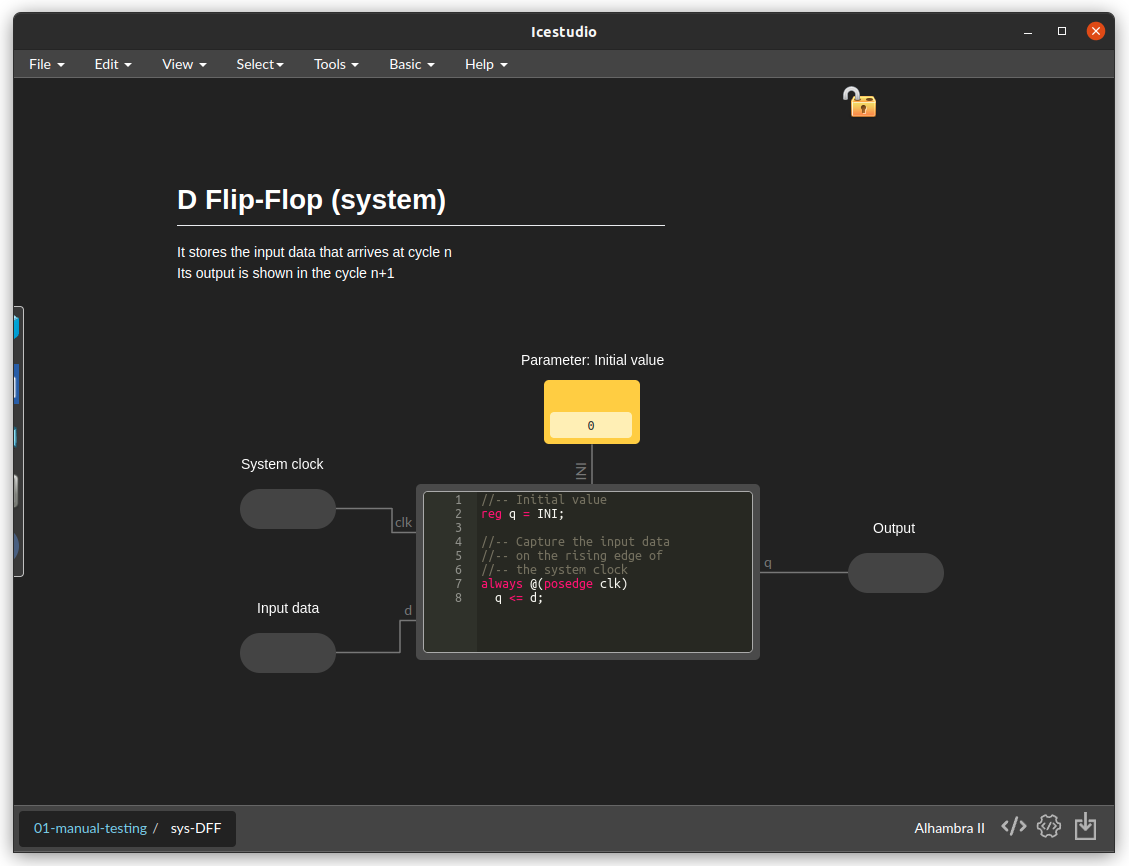 Icestudio
File Edit View Select Tools Basic Help
D Flip-Flop (system)
It stores the input data that arrives at cycle n
Its output is shown in the cycle n+1
Parameter: Initial value
0
INI
System clock
clk
Input data
d
1 //-- Initial value
2 reg q = INI;
3
4 //-- Capture the input data
5 //-- on the rising edge of
6 //-- the system clock
7 always @(posedge clk)
8 q <= d;
q
Output
01-manual-testing / sys-DFF
Alhambra II </>